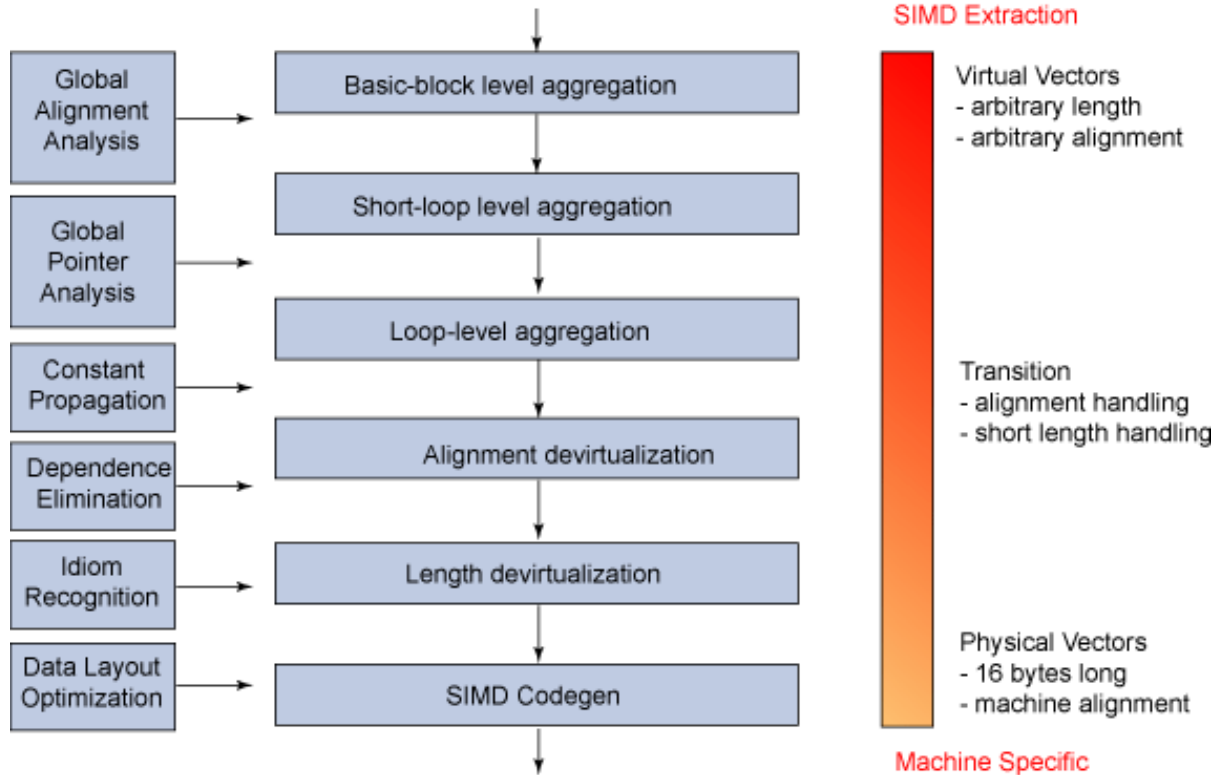 SIMD Extraction
Global
Alignment
Analysis
Basic-block level aggregation
Virtual Vectors
- arbitrary length
- arbitrary alignment
Short-loop level aggregation
Global
Pointer
Analysis
Loop-level aggregation
Constant
Propagation
Transition
- alignment handling
- short length handling
Alignment devirtualization
Dependence
Elimination
Length devirtualization
Idiom
Recognition
Data Layout
Optimization
SIMD Codegen
Physical Vectors
- 16 bytes long
- machine alignment
Machine Specific